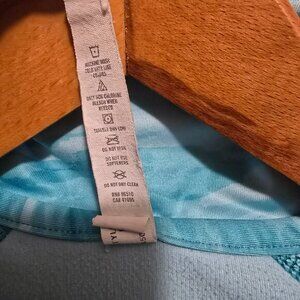 MACHINE WASH
COLD WITH LIKE
COLORS
ONLY NON-CHLORINE
BLEACH WHEN
NEEDED
TUMBLE DRY LOW
DO NOT IRON
DO NOT USE
SOFTENERS
DO NOT DRY CLEAN